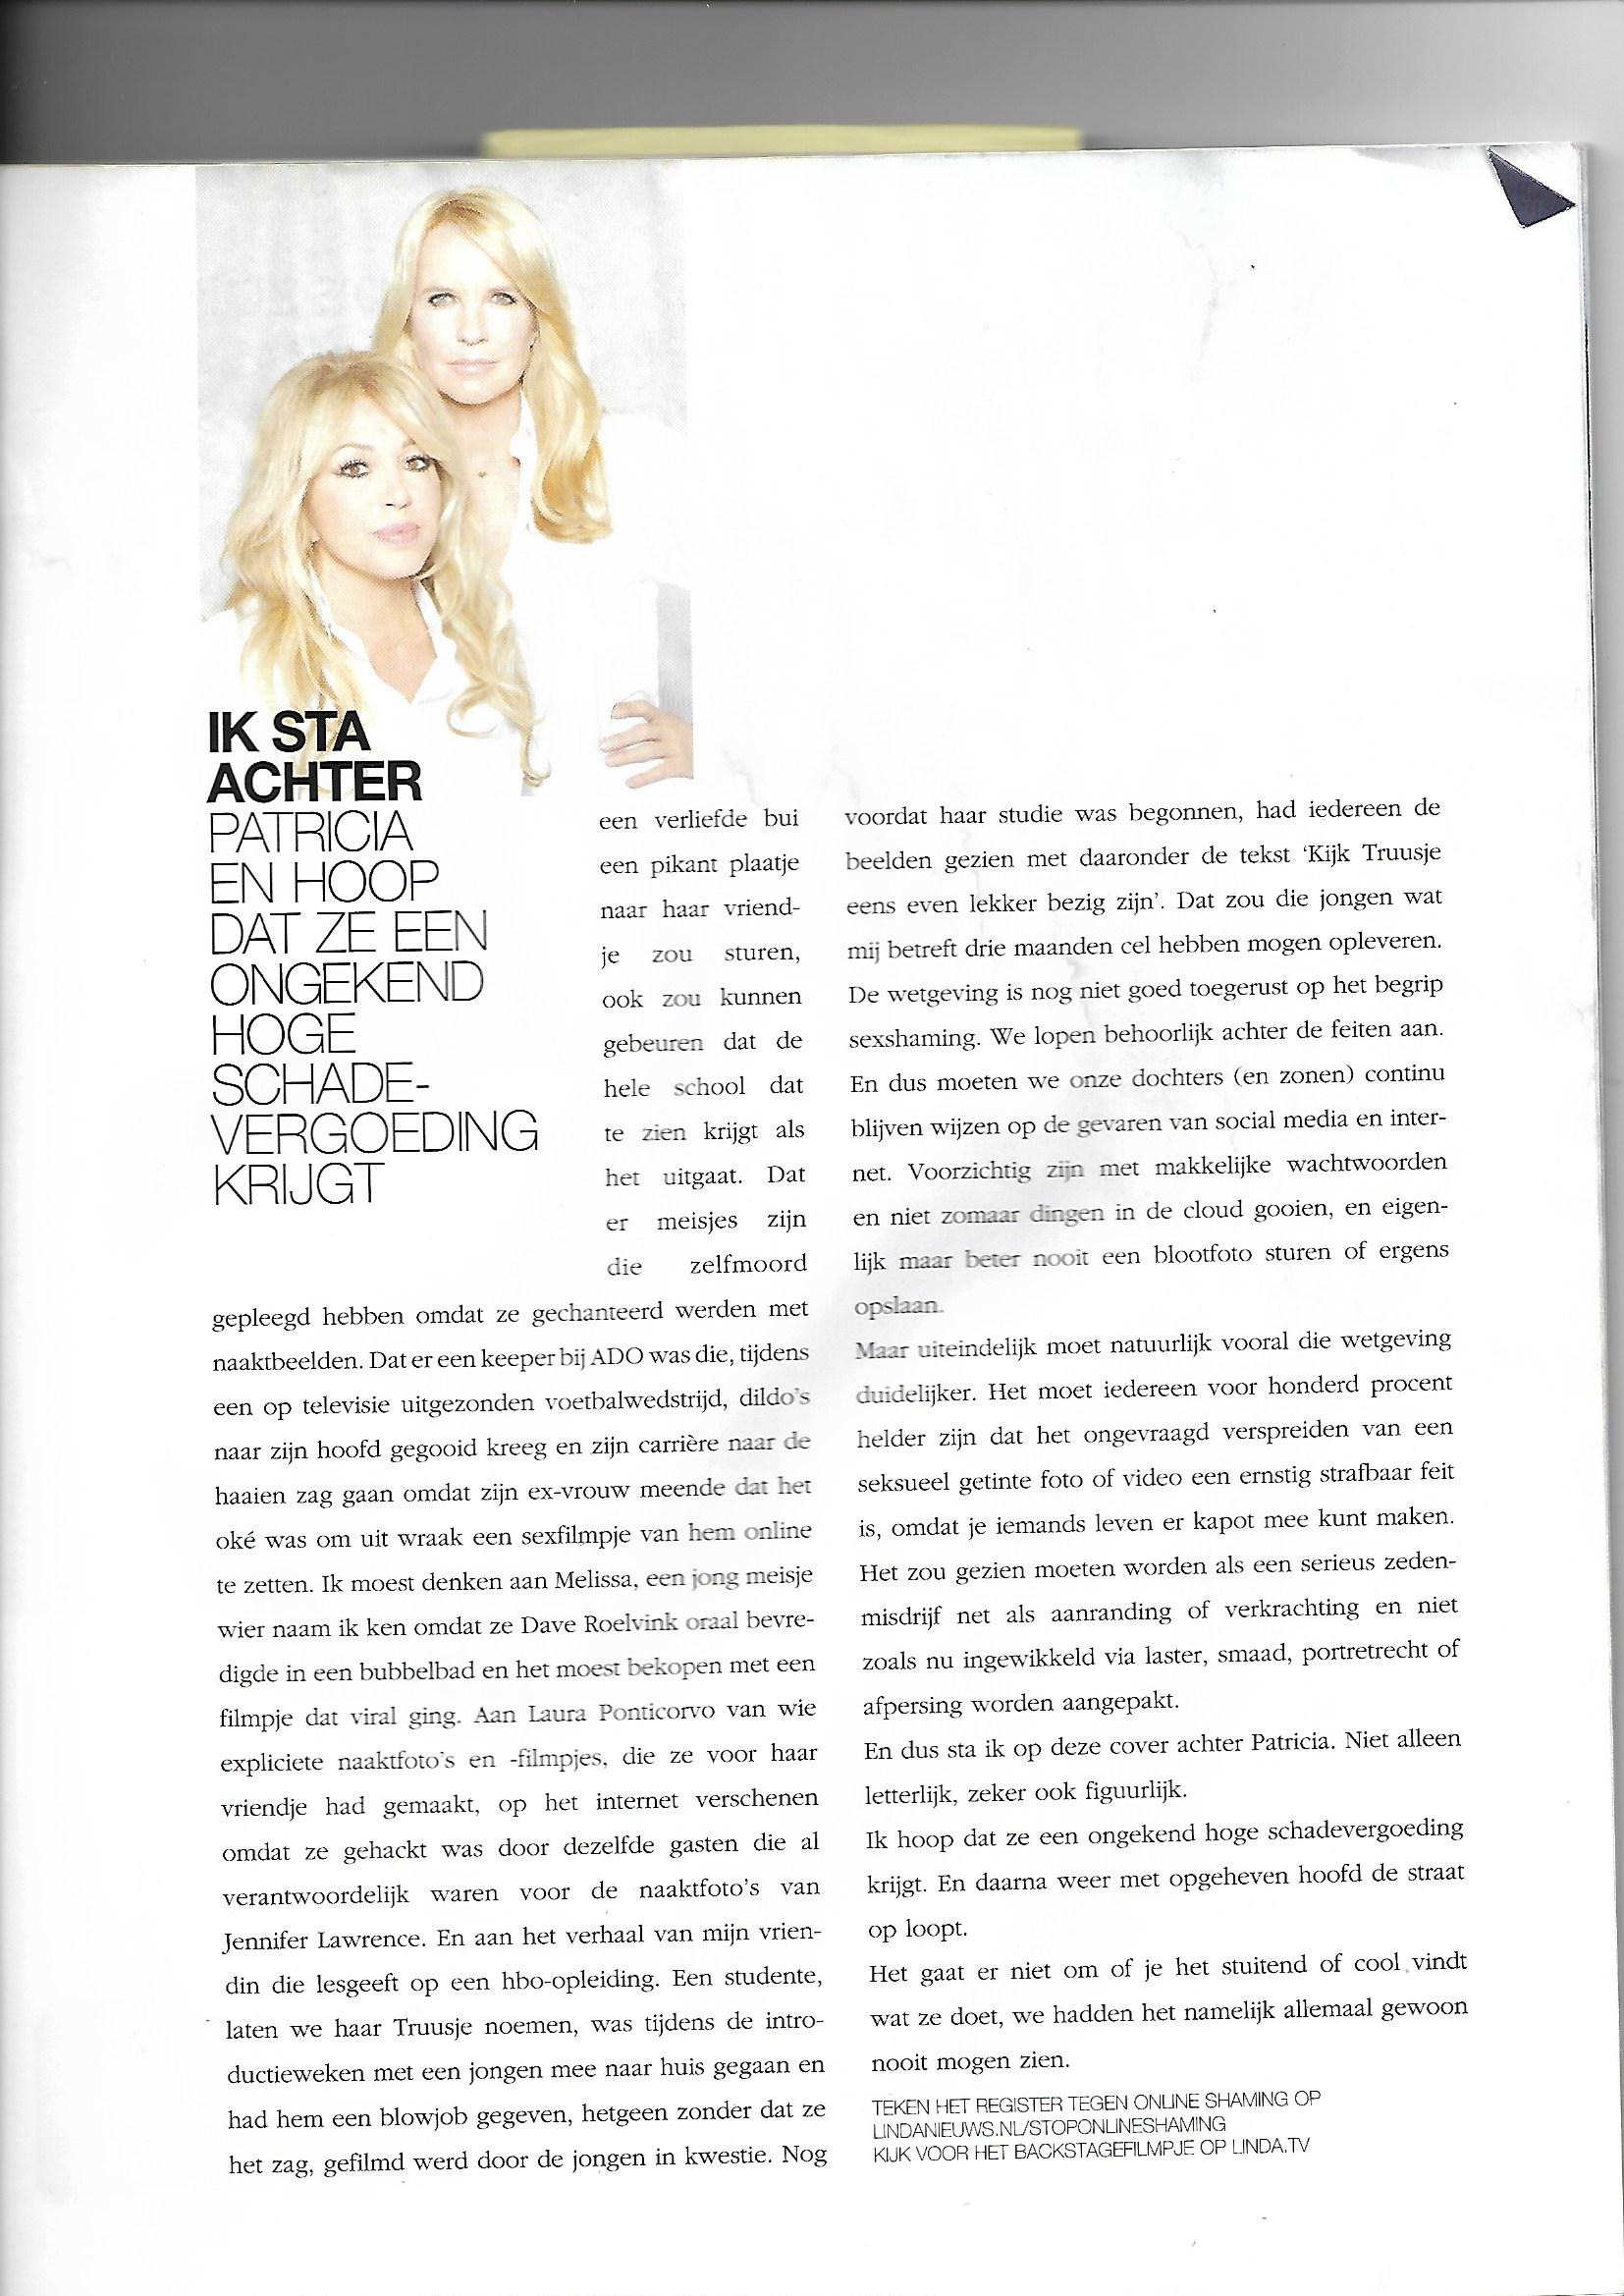 IK STA
ACHTER
PATRICIA
EN HOOP
DAT ZE EEN
ONGEKEND
HOGE
SCHADE-
VERGOEDING
KRIJGT
een verliefde bui
een pikant plaatje
naar haar vriend-
je zou sturen,
ook zou kunnen
gebeuren dat de
hele school dat
te zien krijgt als
het uitgaat. Dat
er meisjes zijn
die zelfmoord
gepleegd hebben omdat ze gechanteerd werden met
naaktbeelden. Dat er een keeper bij ADO was die, tijdens
een op televisie uitgezonden voetbalwedstrijd, dildo's
naar zijn hoofd gegooid kreeg en zijn carrière naar de
haaien zag gaan omdat zijn ex-vrouw meende dat het
oké was om uit wraak een sexfilmpje van hem online
te zetten. Ik moest denken aan Melissa, een jong meisje
wier naam ik ken omdat ze Dave Roelvink oraal bevre-
digde in een bubbelbad en het moest bekopen met een
filmpje dat viral ging. Aan Laura Ponticorvo van wie
expliciete naaktfoto's en -filmpjes, die ze voor haar
vriendje had gemaakt, op het internet verschenen
omdat ze gehackt was door dezelfde gasten die al
verantwoordelijk waren voor de naaktfoto's van
Jennifer Lawrence. En aan het verhaal van mijn vrien-
din die lesgeeft op een hbo-opleiding. Een studente,
laten we haar Truusje noemen, was tijdens de intro-
ductieweken met een jongen mee naar huis gegaan en
had hem een blowjob gegeven, hetgeen zonder dat ze
het zag, gefilmd werd door de jongen in kwestie. Nog
voordat haar studie was begonnen, had iedereen de
beelden gezien met daaronder de tekst ‘Kijk Truusje
eens even lekker bezig zijn’. Dat zou die jongen wat
mij betreft drie maanden cel hebben mogen opleveren.
De wetgeving is nog niet goed toegerust op het begrip
sexshaming. We lopen behoorlijk achter de feiten aan.
En dus moeten we onze dochters (en zonen) continu
blijven wijzen op de gevaren van social media en inter-
net. Voorzichtig zijn met makkelijke wachtwoorden
en niet zomaar dingen in de cloud gooien, en eigen-
lijk maar beter nooit een blootfoto sturen of ergens
opslaan.
Maar uiteindelijk moet natuurlijk vooral die wetgeving
duidelijker. Het moet iedereen voor honderd procent
helder zijn dat het ongevraagd verspreiden van een
seksueel getinte foto of video een ernstig strafbaar feit
is, omdat je iemands leven er kapot mee kunt maken.
Het zou gezien moeten worden als een serieus zeden-
misdrijf net als aanranding of verkrachting en niet
zoals nu ingewikkeld via laster, smaad, portretrecht of
afpersing worden aangepakt.
En dus sta ik op deze cover achter Patricia. Niet alleen
letterlijk, zeker ook figuurlijk.
Ik hoop dat ze een ongekend hoge schadevergoeding
krijgt. En daarna weer met opgeheven hoofd de straat
op loopt.
Het gaat er niet om of je het stuitend of cool vindt
wat ze doet, we hadden het namelijk allemaal gewoon
nooit mogen zien.
TEKEN HET REGISTER TEGEN ONLINE SHAMING OP
LINDANIEUWS.NL/STOPONLINESHAMING
KIJK VOOR HET BACKSTAGEFILMPJE OP LINDA.TV